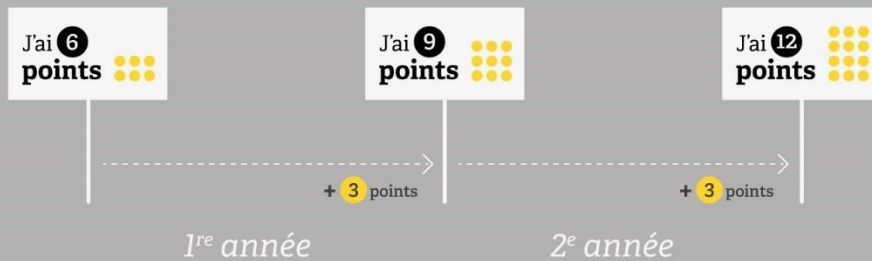 J'ai 6
points
J'ai 9
points
J'ai 12
points
+ 3 points
+ 3 points
1re année
2e année